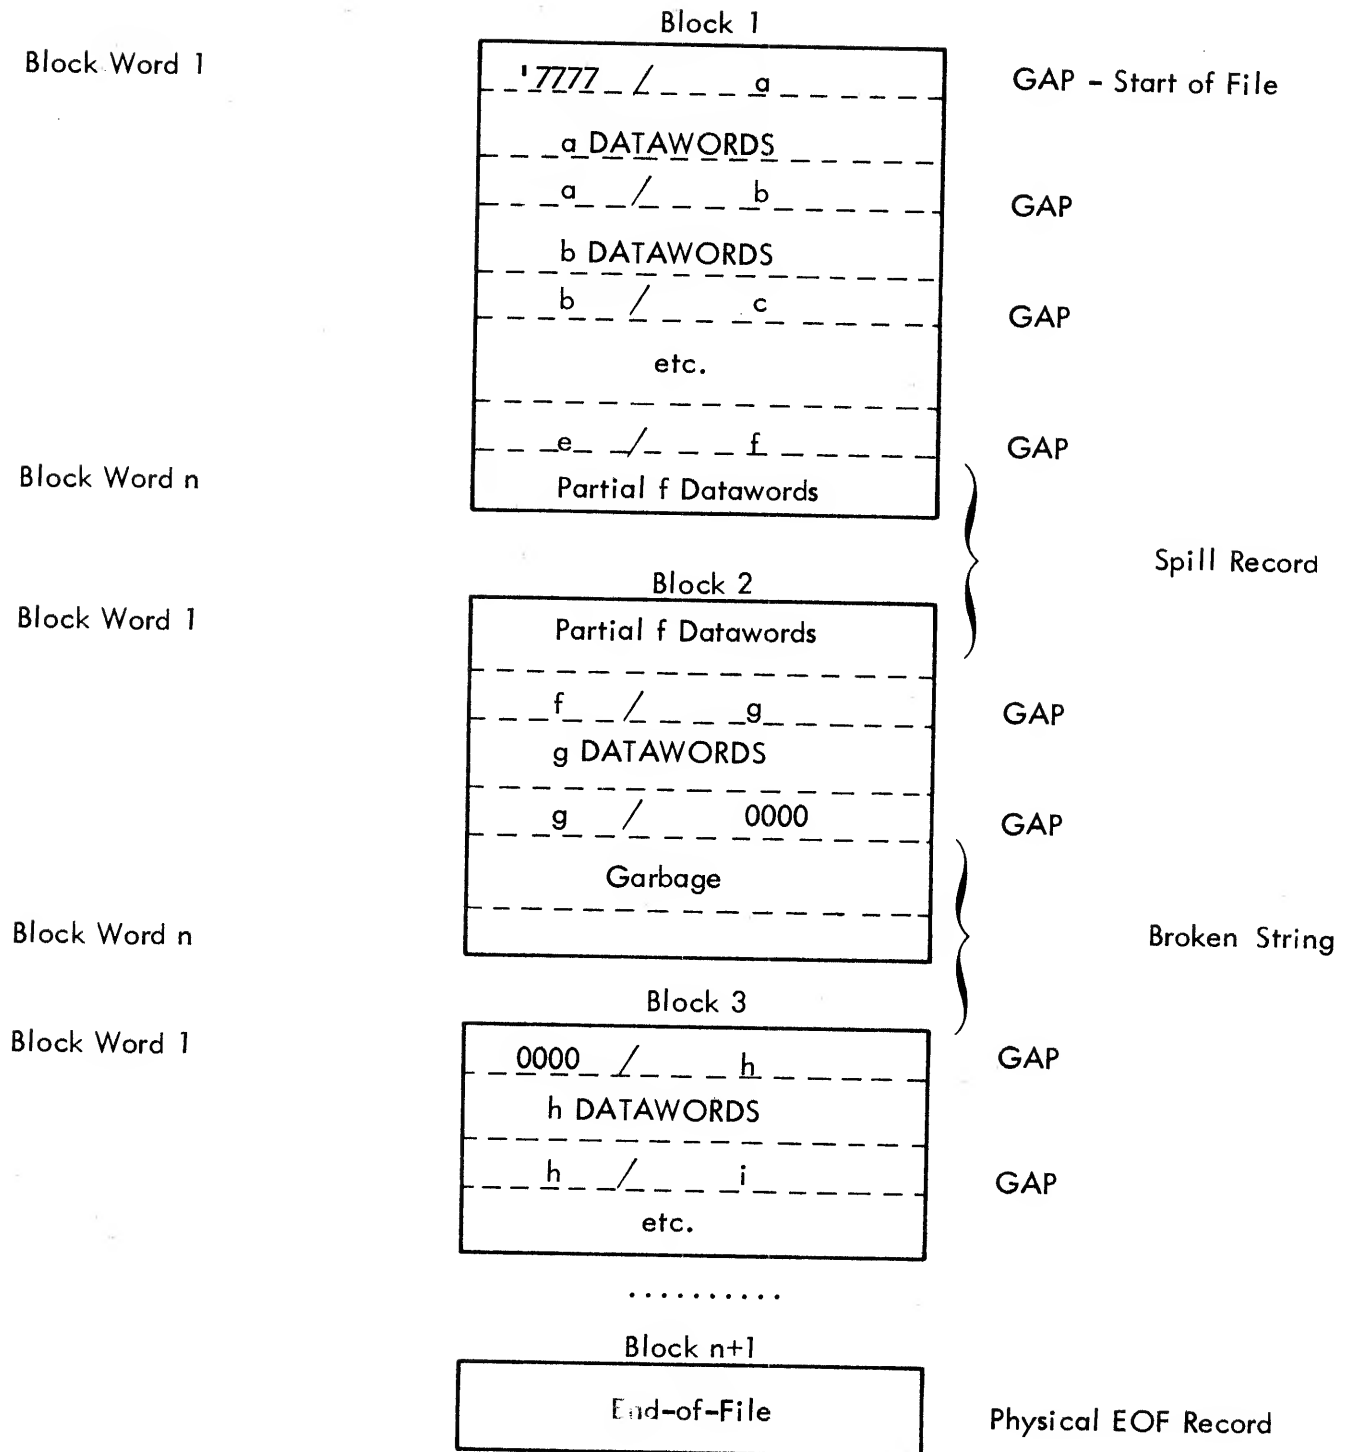 Block 1
Block Word 1 '7777 / a GAP - Start of File
a DATAWORDS
a / b GAP
b DATAWORDS
b / c GAP
etc.
e / f GAP
Block Word n Partial f Datawords
Spill Record
Block 2
Block Word 1 Partial f Datawords
f / g GAP
g DATAWORDS
g / 0000 GAP
Garbage
Block Word n Broken String
Block 3
Block Word 1 0000 / h GAP
h DATAWORDS
h / i GAP
etc.
..........
Block n+1
End-of-File Physical EOF Record